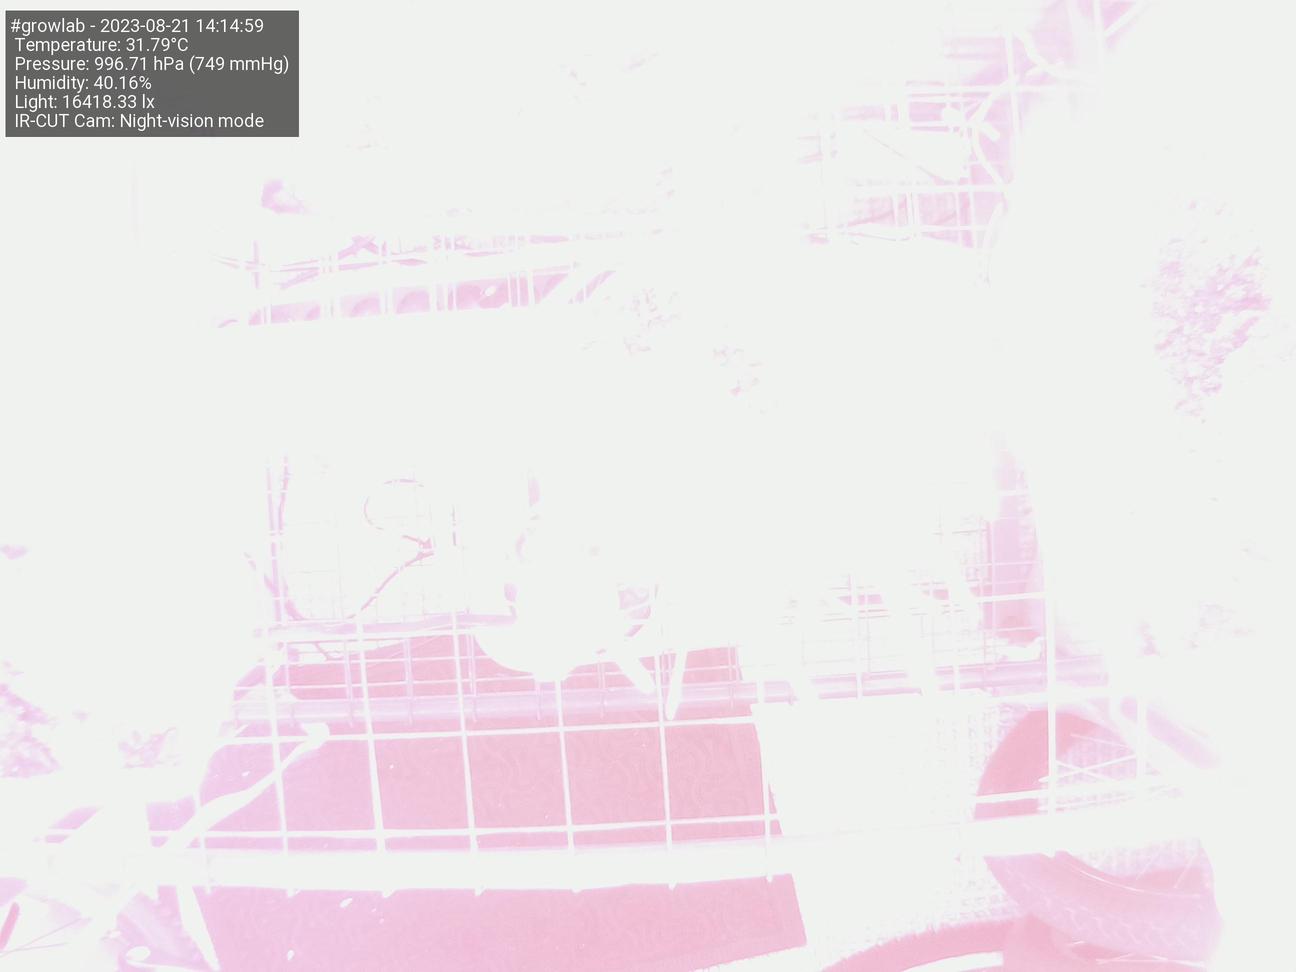 #growlab - 2023-08-21 14:14:59
Temperature: 31.79°C
Pressure: 996.71 hPa (749 mmHg)
Humidity: 40.16%
Light: 16418.33 lx
IR-CUT Cam: Night-vision mode